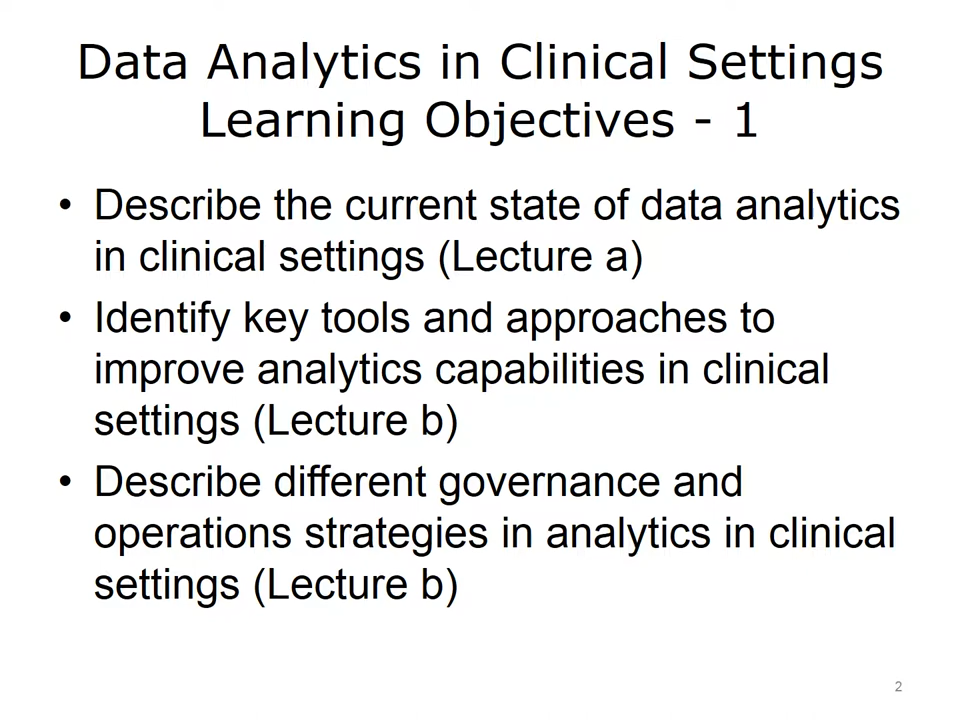 Data Analytics in Clinical Settings
Learning Objectives - 1
• Describe the current state of data analytics
in clinical settings (Lecture a)
• Identify key tools and approaches to
improve analytics capabilities in clinical
settings (Lecture b)
• Describe different governance and
operations strategies in analytics in clinical
settings (Lecture b)
2